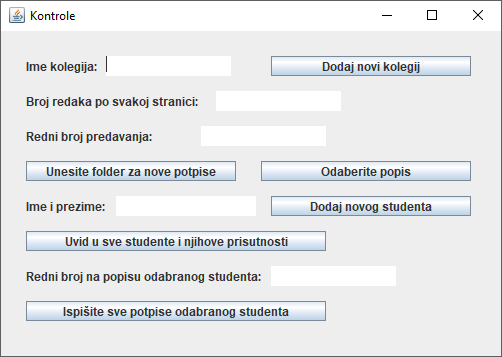 Kontrole
Ime kolegija: Dodaj novi kolegij
Broj redaka po svakoj stranici:
Redni broj predavanja:
Unesite folder za nove potpise Odaberite popis
Ime i prezime: Dodaj novog studenta
Uvid u sve studente i njihove prisutnosti
Redni broj na popisu odabranog studenta:
Ispišite sve potpise odabranog studenta